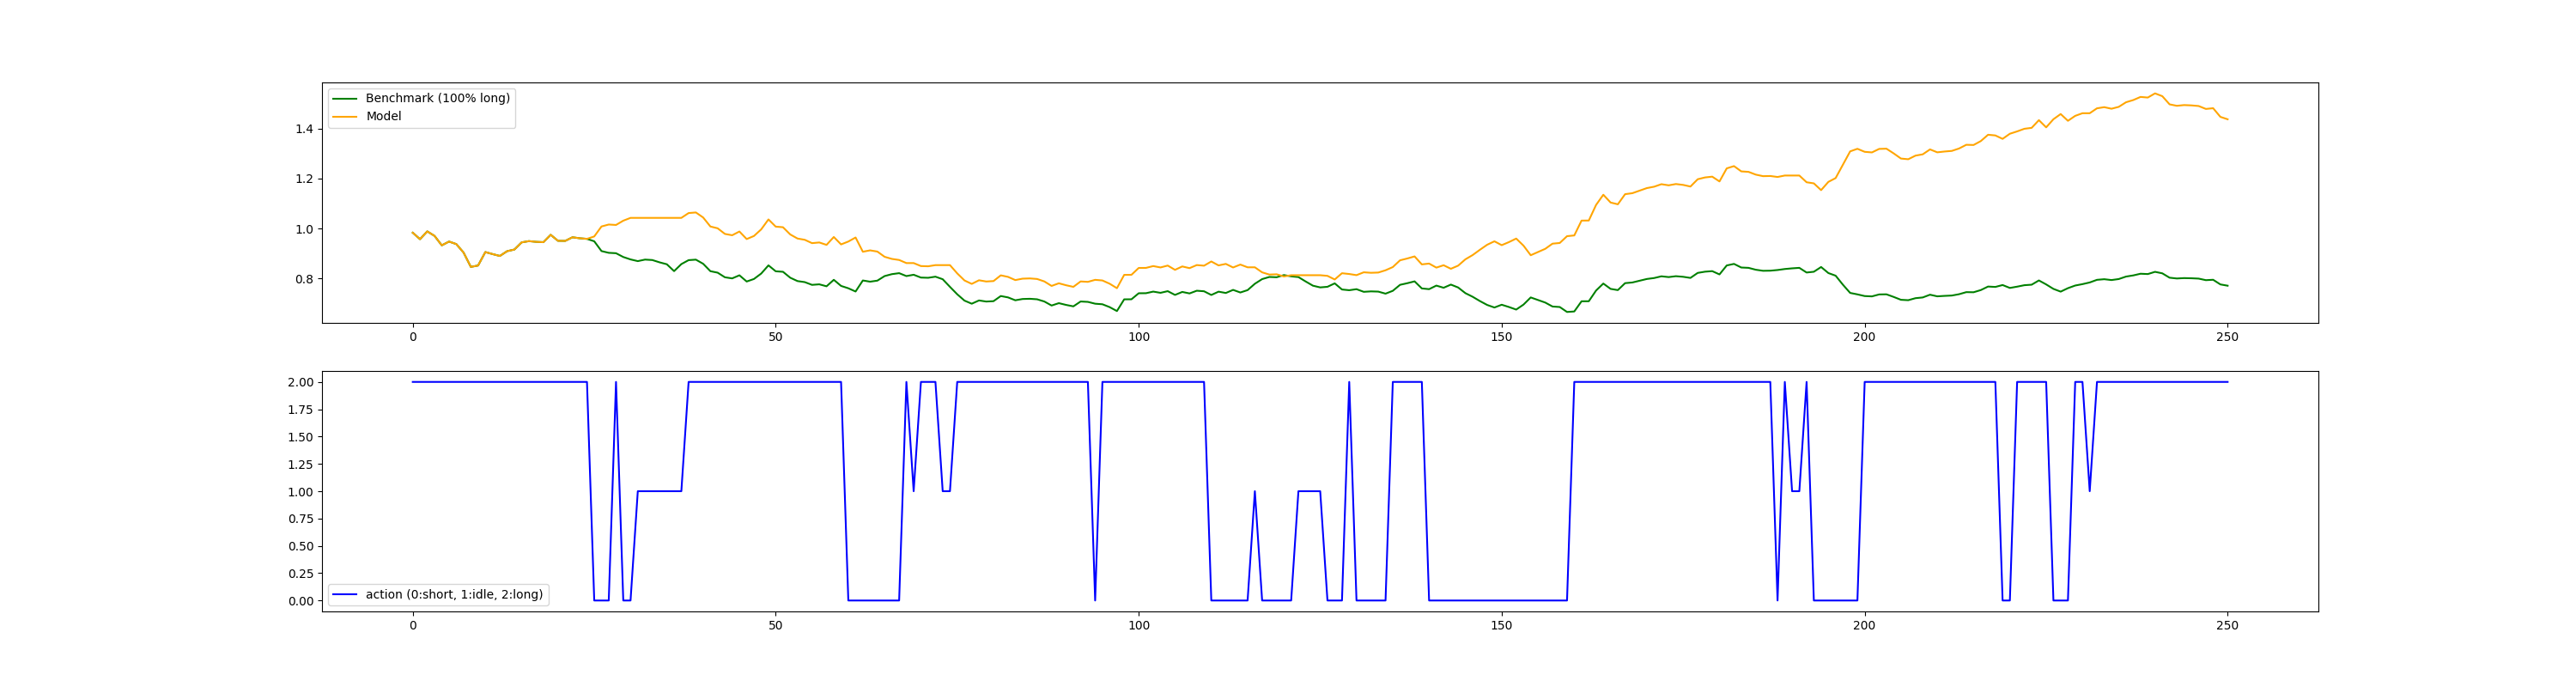 Benchmark (100% long)
Model
1.4
1.2
1.0
0.8
0 50 100 150 200 250
2.00
1.75
1.50
1.25
1.00
0.75
0.50
0.25
0.00
action (0:short, 1:idle, 2:long)
0 50 100 150 200 250